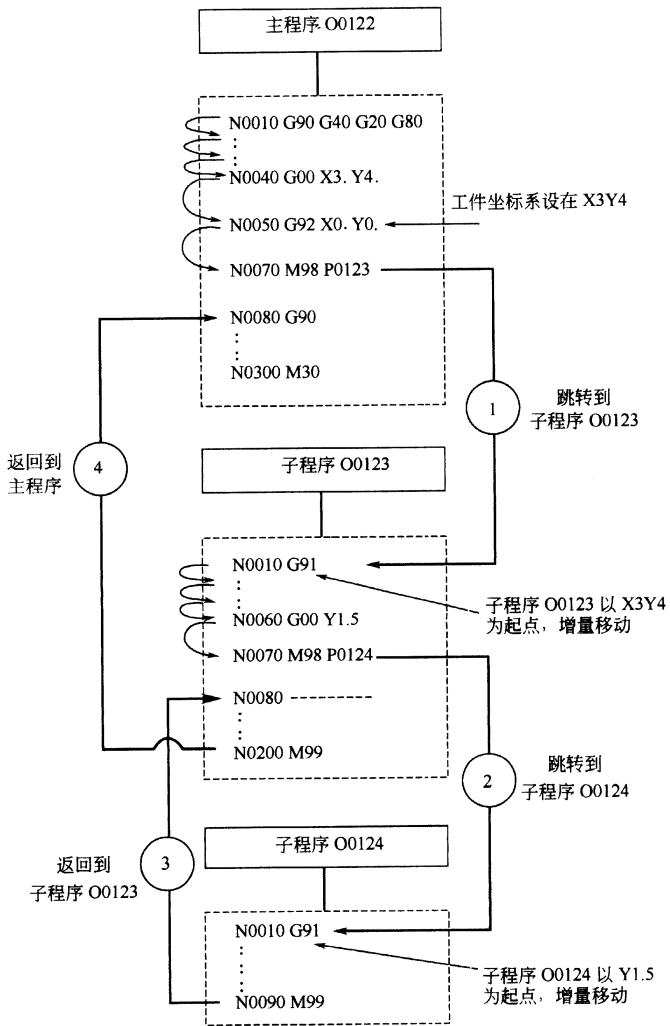 主程序 O0122
N0010 G90 G40 G20 G80
N0040 G00 X3. Y4.
工件坐标系设在 X3Y4
N0050 G92 X0. Y0.
N0070 M98 P0123
N0080 G90
N0300 M30
1
跳转到
子程序 O0123
返回到
主程序
4
子程序 O0123
N0010 G91
子程序 O0123 以 X3Y4
为起点，增量移动
N0060 G00 Y1.5
N0070 M98 P0124
N0080
N0200 M99
2
跳转到
子程序 O0124
子程序 O0124
返回到
子程序 O0123
3
N0010 G91
子程序 O0124 以 Y1.5
为起点，增量移动
N0090 M99